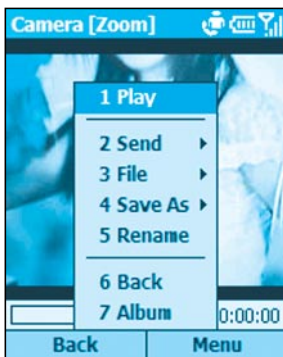 Camera [Zoom]
1 Play
2 Send
3 File
4 Save As
5 Rename
6 Back
7 Album
0:00:00
Back Menu